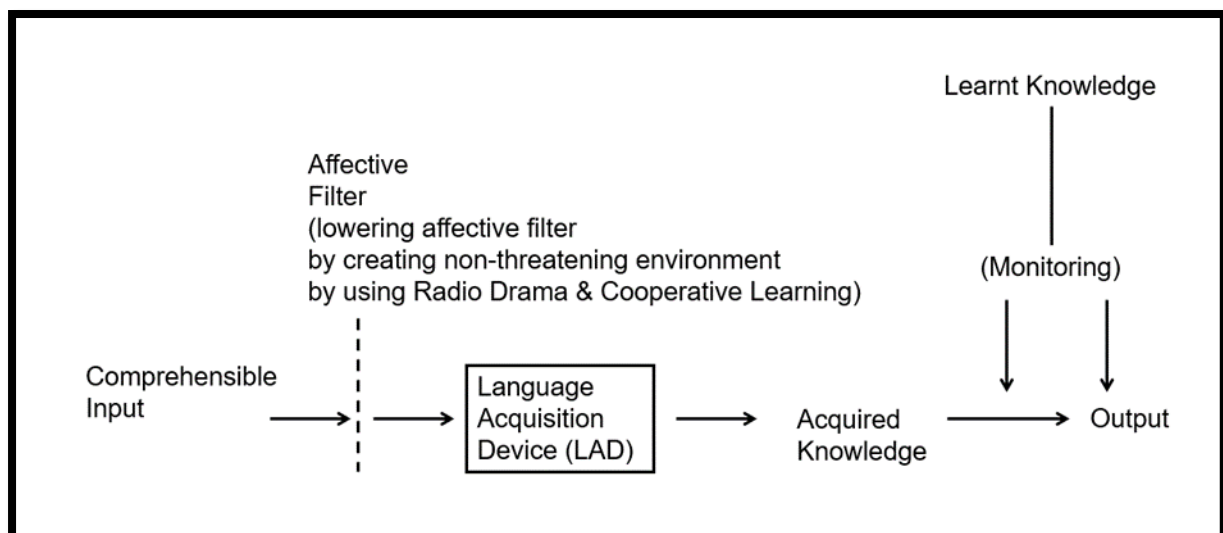 Learnt Knowledge
Affective
Filter
(lowering affective filter
by creating non-threatening environment
by using Radio Drama & Cooperative Learning)
(Monitoring)
Comprehensible
Input
Language
Acquisition
Device (LAD)
Acquired
Knowledge
Output